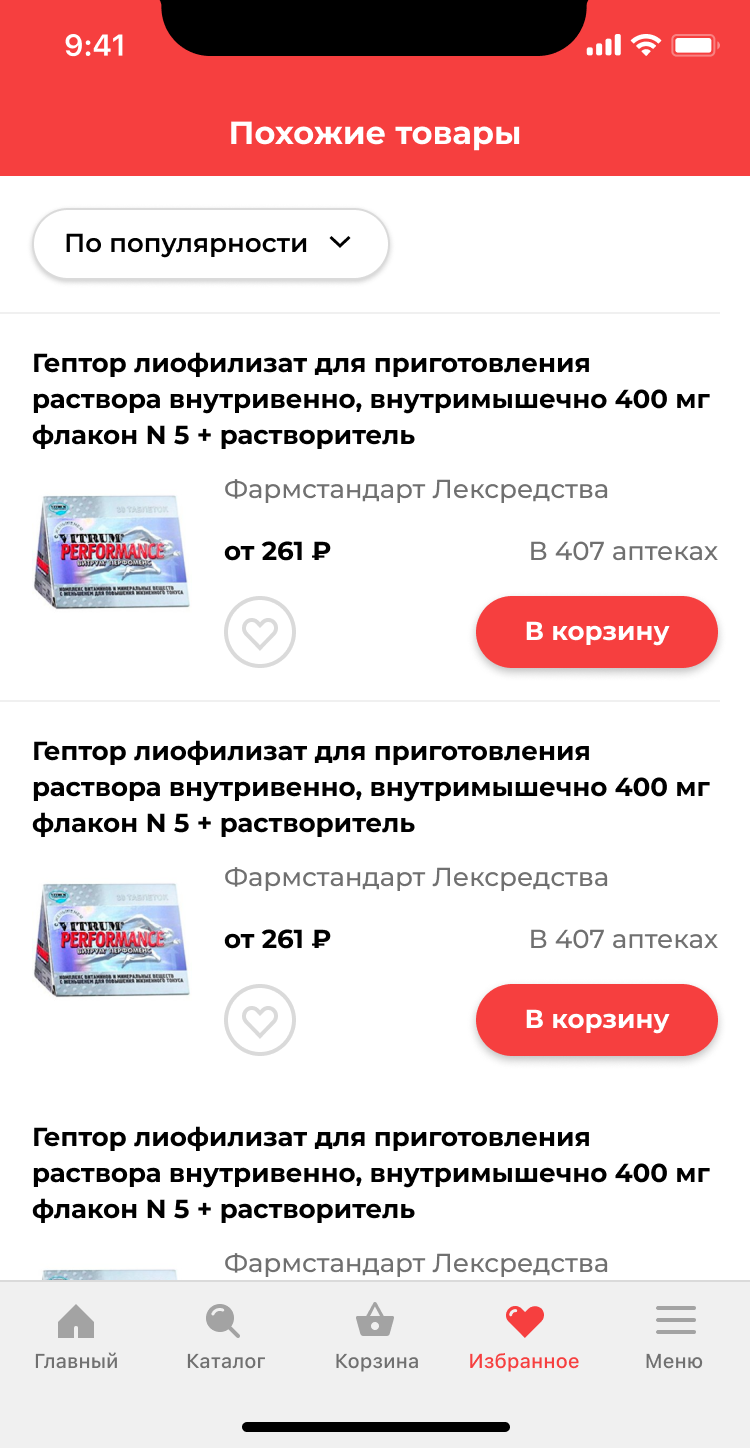 9:41
Похожие товары
По популярности
Гептор лиофилизат для приготовления
раствора внутривенно, внутримышечно 400 мг
флакон N 5 + растворитель
Фармстандарт Лексредства
VITRUM
PERFORMANCE
от 261 ₽
В 407 аптеках
В корзину
Гептор лиофилизат для приготовления
раствора внутривенно, внутримышечно 400 мг
флакон N 5 + растворитель
Фармстандарт Лексредства
VITRUM
PERFORMANCE
от 261 ₽
В 407 аптеках
В корзину
Гептор лиофилизат для приготовления
раствора внутривенно, внутримышечно 400 мг
флакон N 5 + растворитель
Фармстандарт Лексредства
Главный
Каталог
Корзина
Избранное
Меню